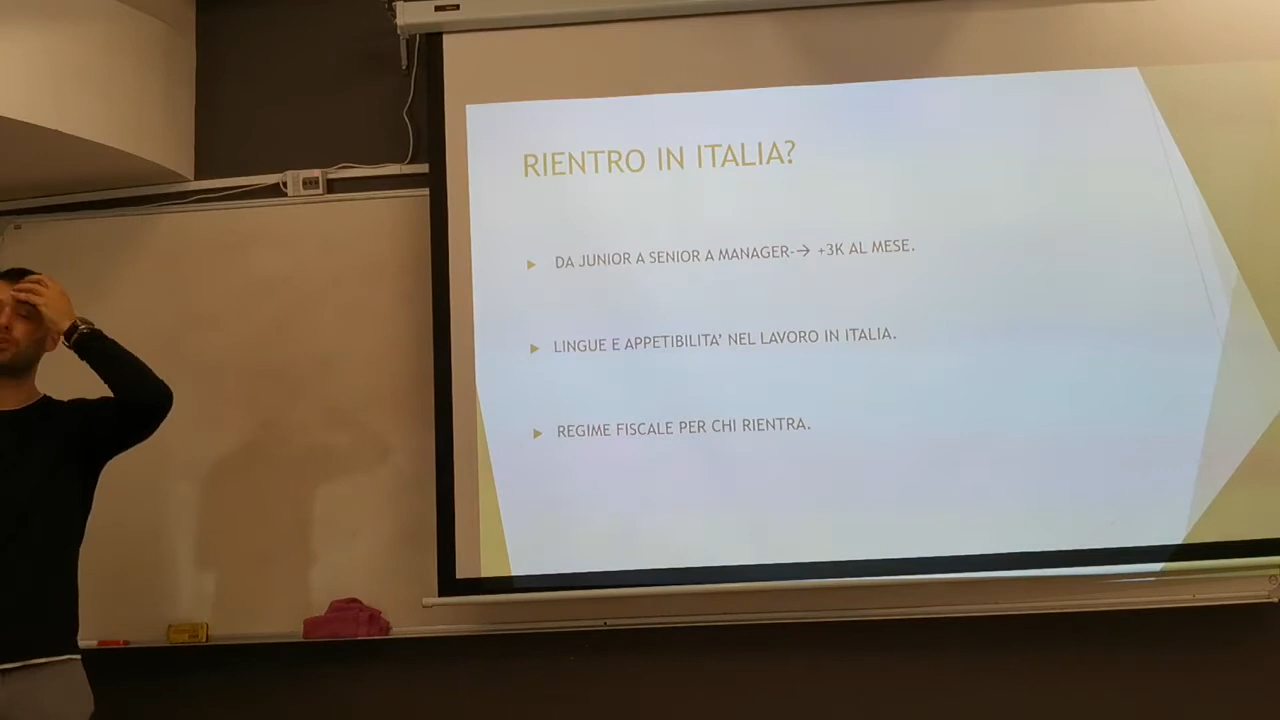 RIENTRO IN ITALIA?
DA JUNIOR A SENIOR A MANAGER-→ +3K AL MESE.
LINGUE E APPETIBILITA' NEL LAVORO IN ITALIA.
REGIME FISCALE PER CHI RIENTRA.